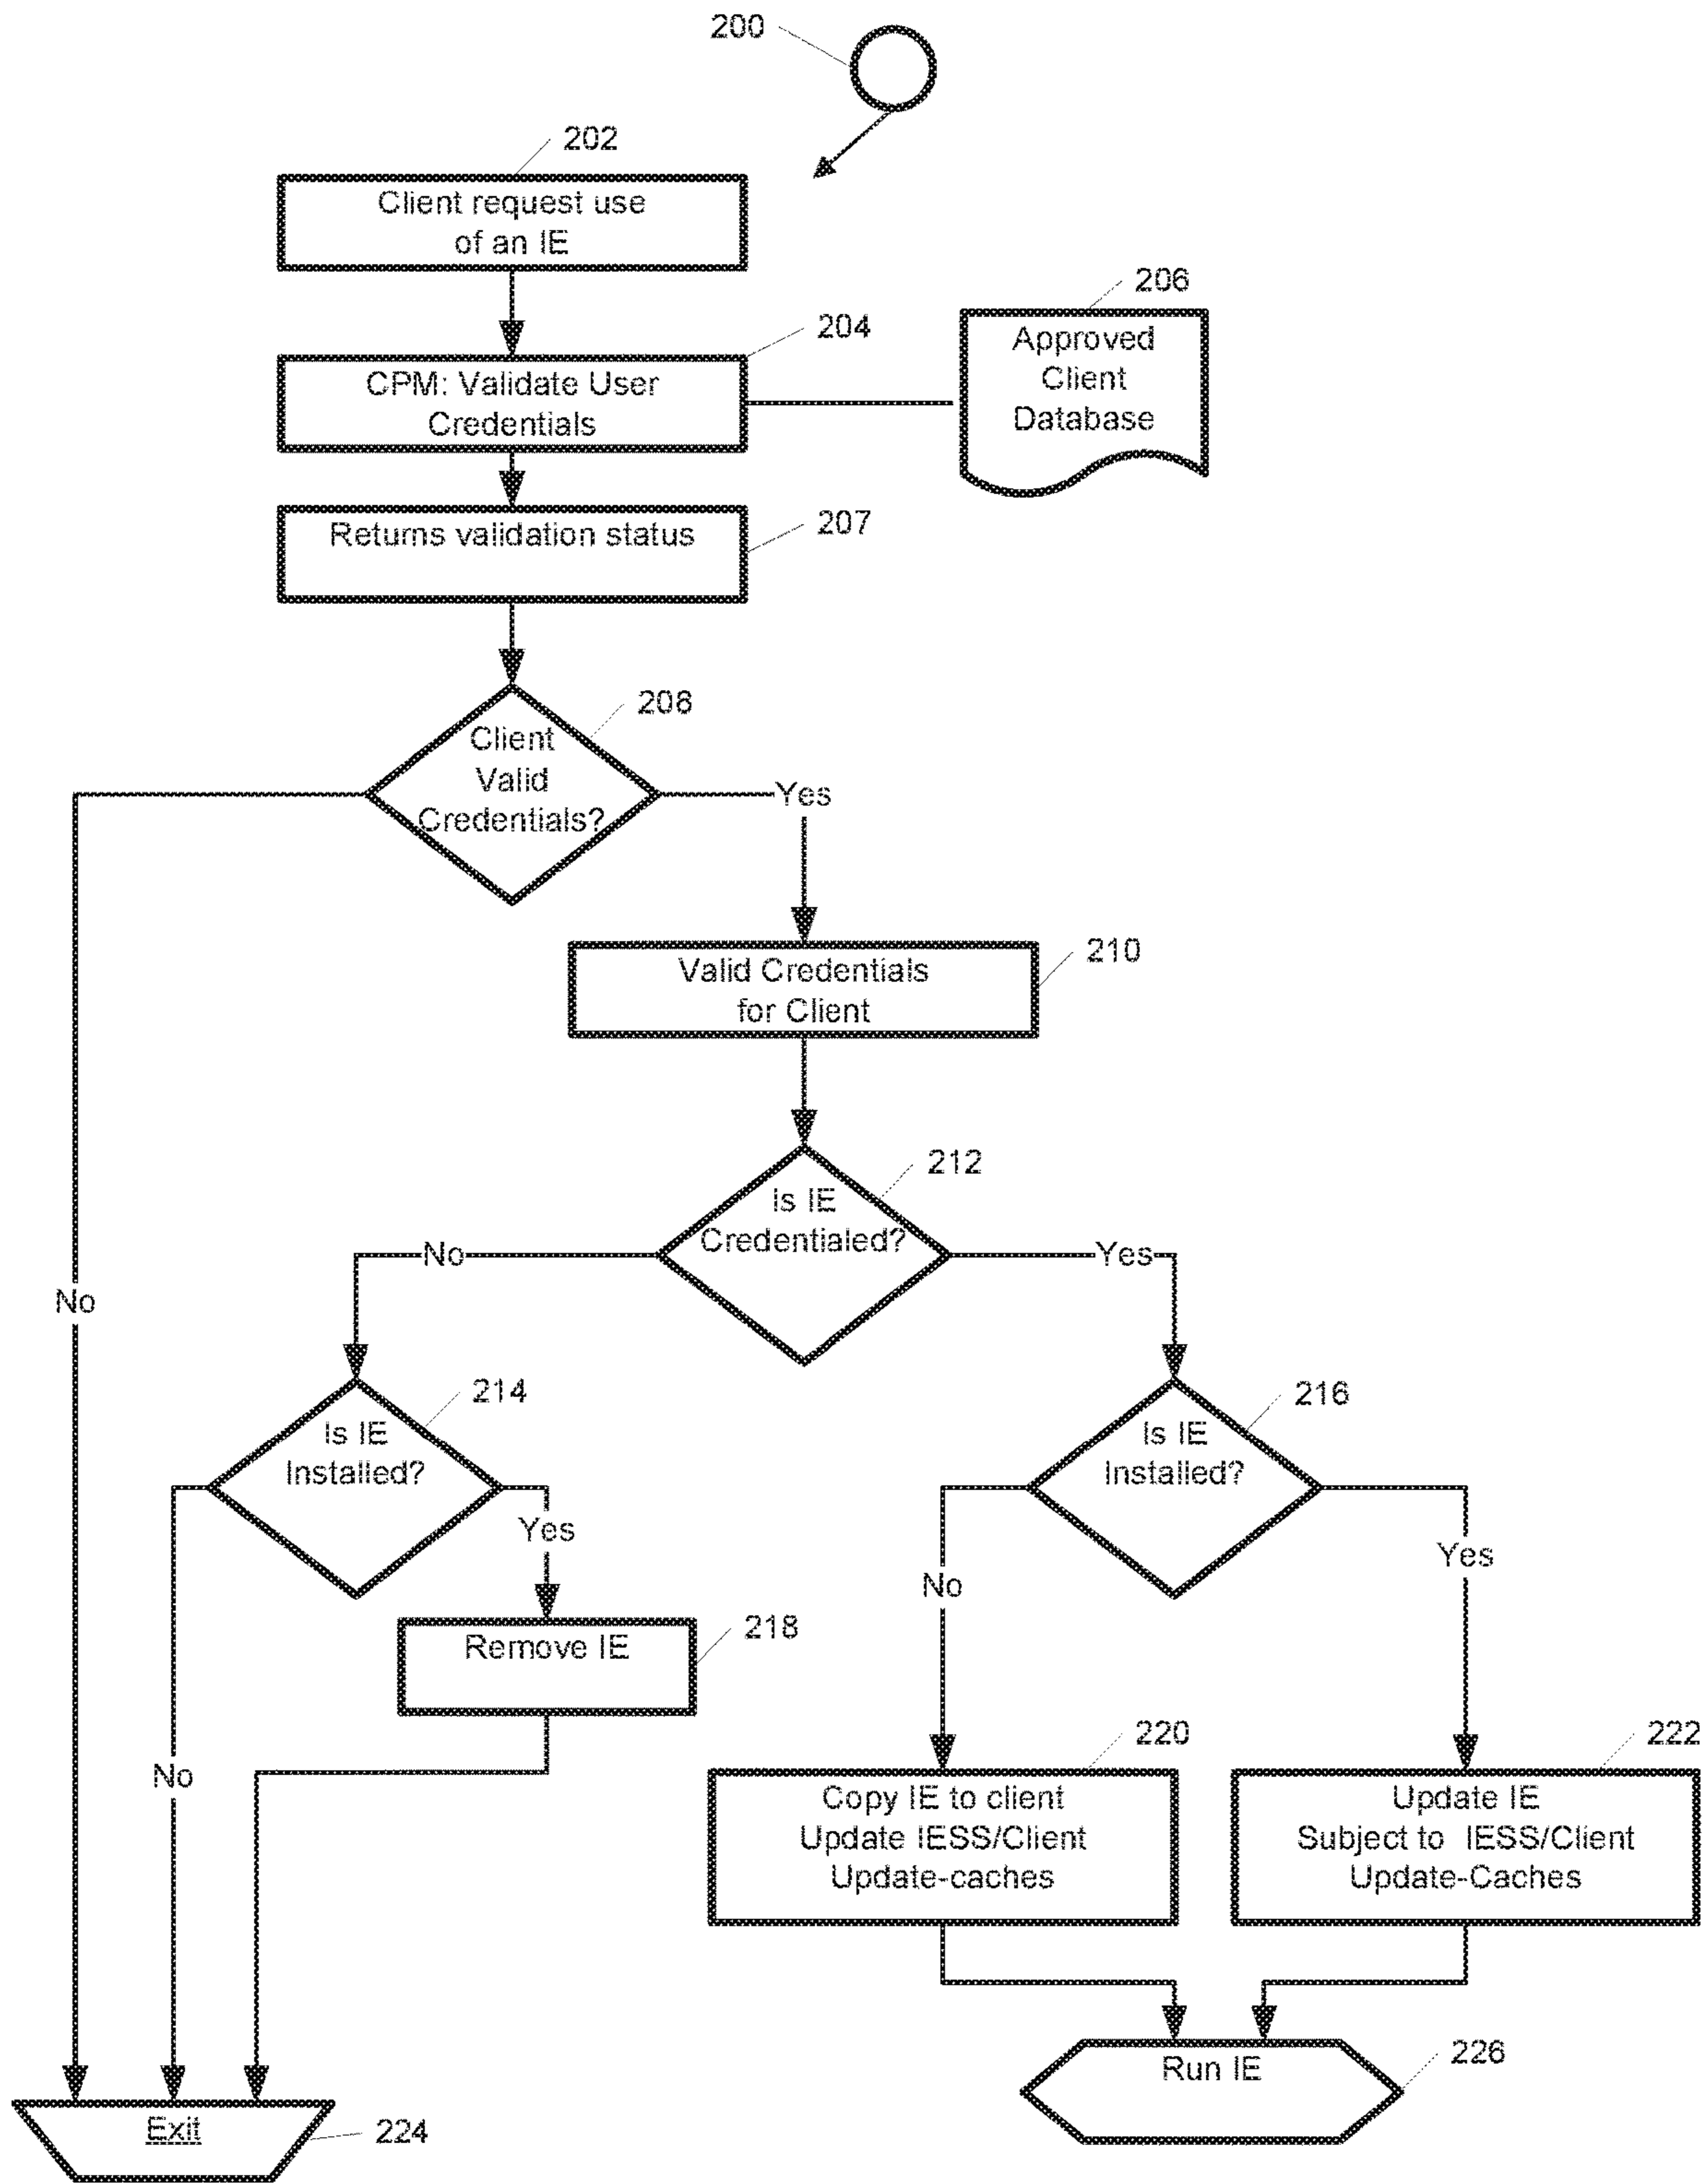 200
202
Client request use
of an IE
206
204
Approved
Client
Database
CPM: Validate User
Credentials
Returns validation status
207
208
Client
Valid
Credentials?
Yes
210
Valid Credentials
for Client
212
Is IE
Credentialed?
No
Yes
No
214
Is IE
Installed?
216
Is IE
Installed?
Yes
Yes
No
218
Remove IE
No
220
Copy IE to client
Update IESS/Client
Update-caches
222
Update IE
Subject to IESS/Client
Update-Caches
Run IE
226
Exit
224